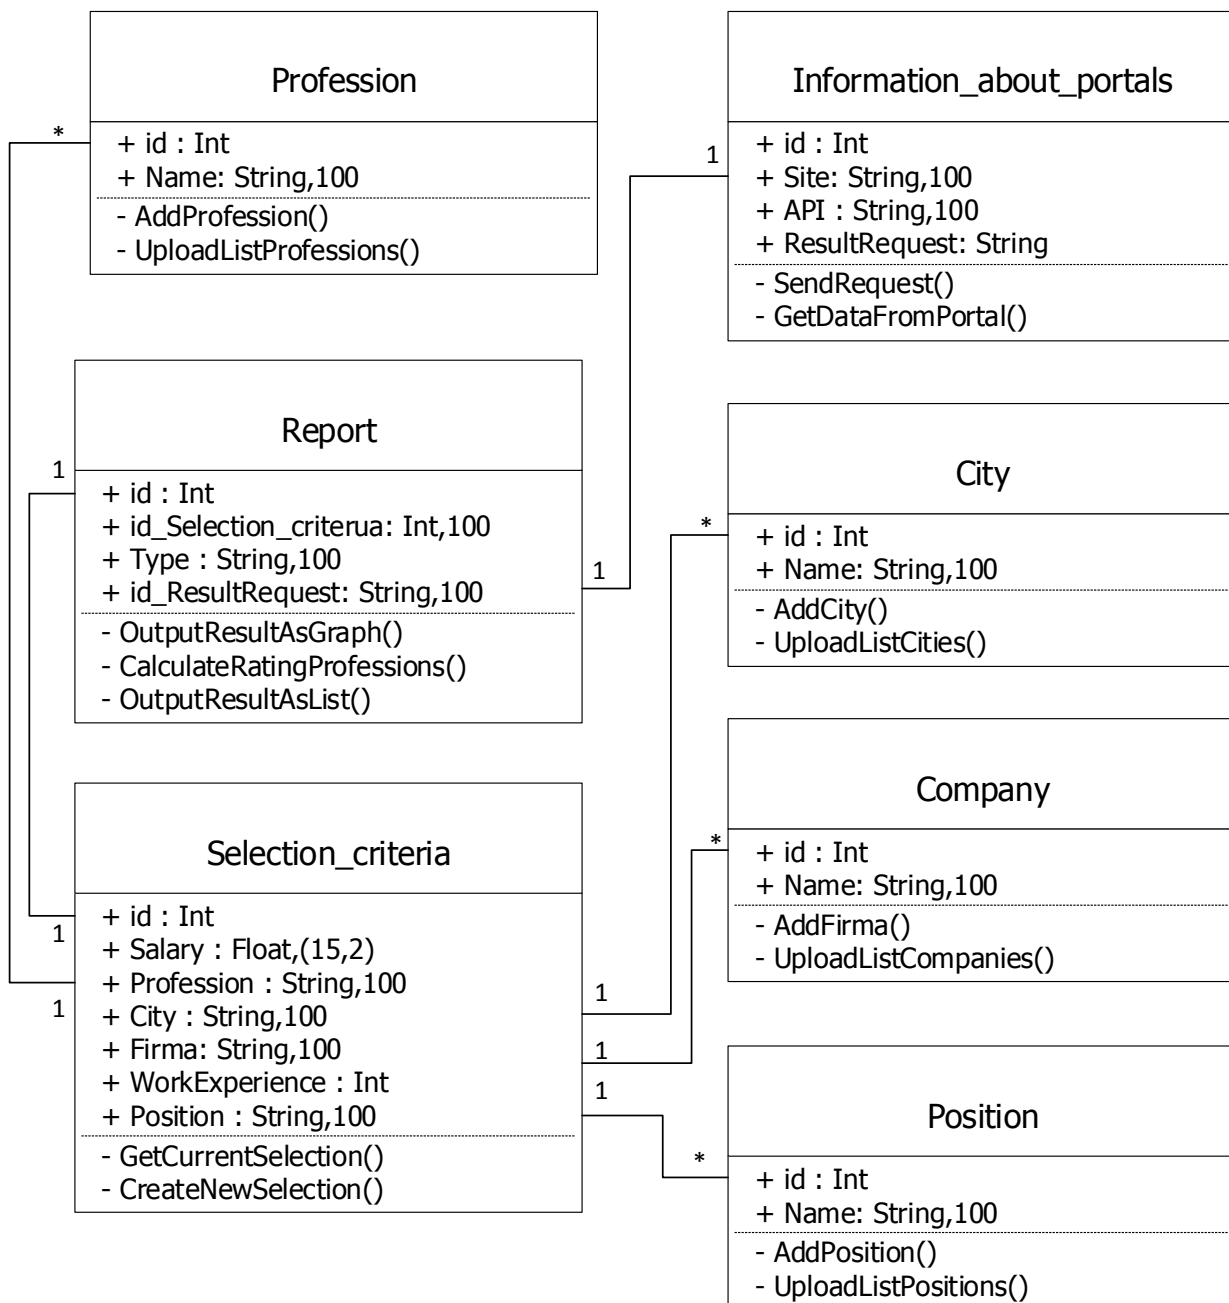 Profession
+ id : Int
+ Name: String,100
- AddProfession()
- UploadListProfessions()
*
Information_about_portals
+ id : Int
+ Site: String,100
+ API : String,100
+ ResultRequest: String
- SendRequest()
- GetDataFromPortal()
1
Report
+ id : Int
+ id_Selection_criterua: Int,100
+ Type : String,100
+ id_ResultRequest: String,100
- OutputResultAsGraph()
- CalculateRatingProfessions()
- OutputResultAsList()
1
1
City
+ id : Int
+ Name: String,100
- AddCity()
- UploadListCities()
*
Company
+ id : Int
+ Name: String,100
- AddFirma()
- UploadListCompanies()
*
Selection_criteria
+ id : Int
+ Salary : Float,(15,2)
+ Profession : String,100
+ City : String,100
+ Firma: String,100
+ WorkExperience : Int
+ Position : String,100
- GetCurrentSelection()
- CreateNewSelection()
1
1
1
1
1
Position
+ id : Int
+ Name: String,100
- AddPosition()
- UploadListPositions()
*